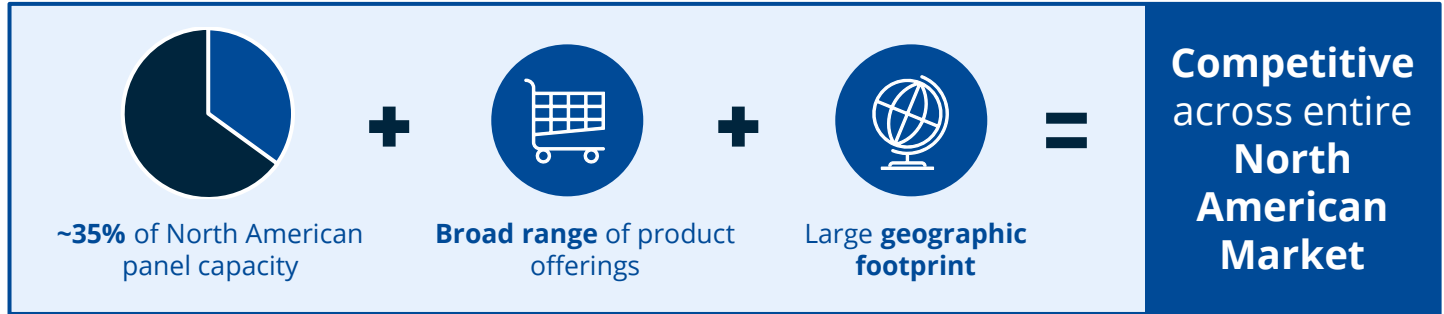 ~35% of North American
panel capacity
+
Broad range of product
offerings
+
Large geographic
footprint
=
Competitive
across entire
North
American
Market